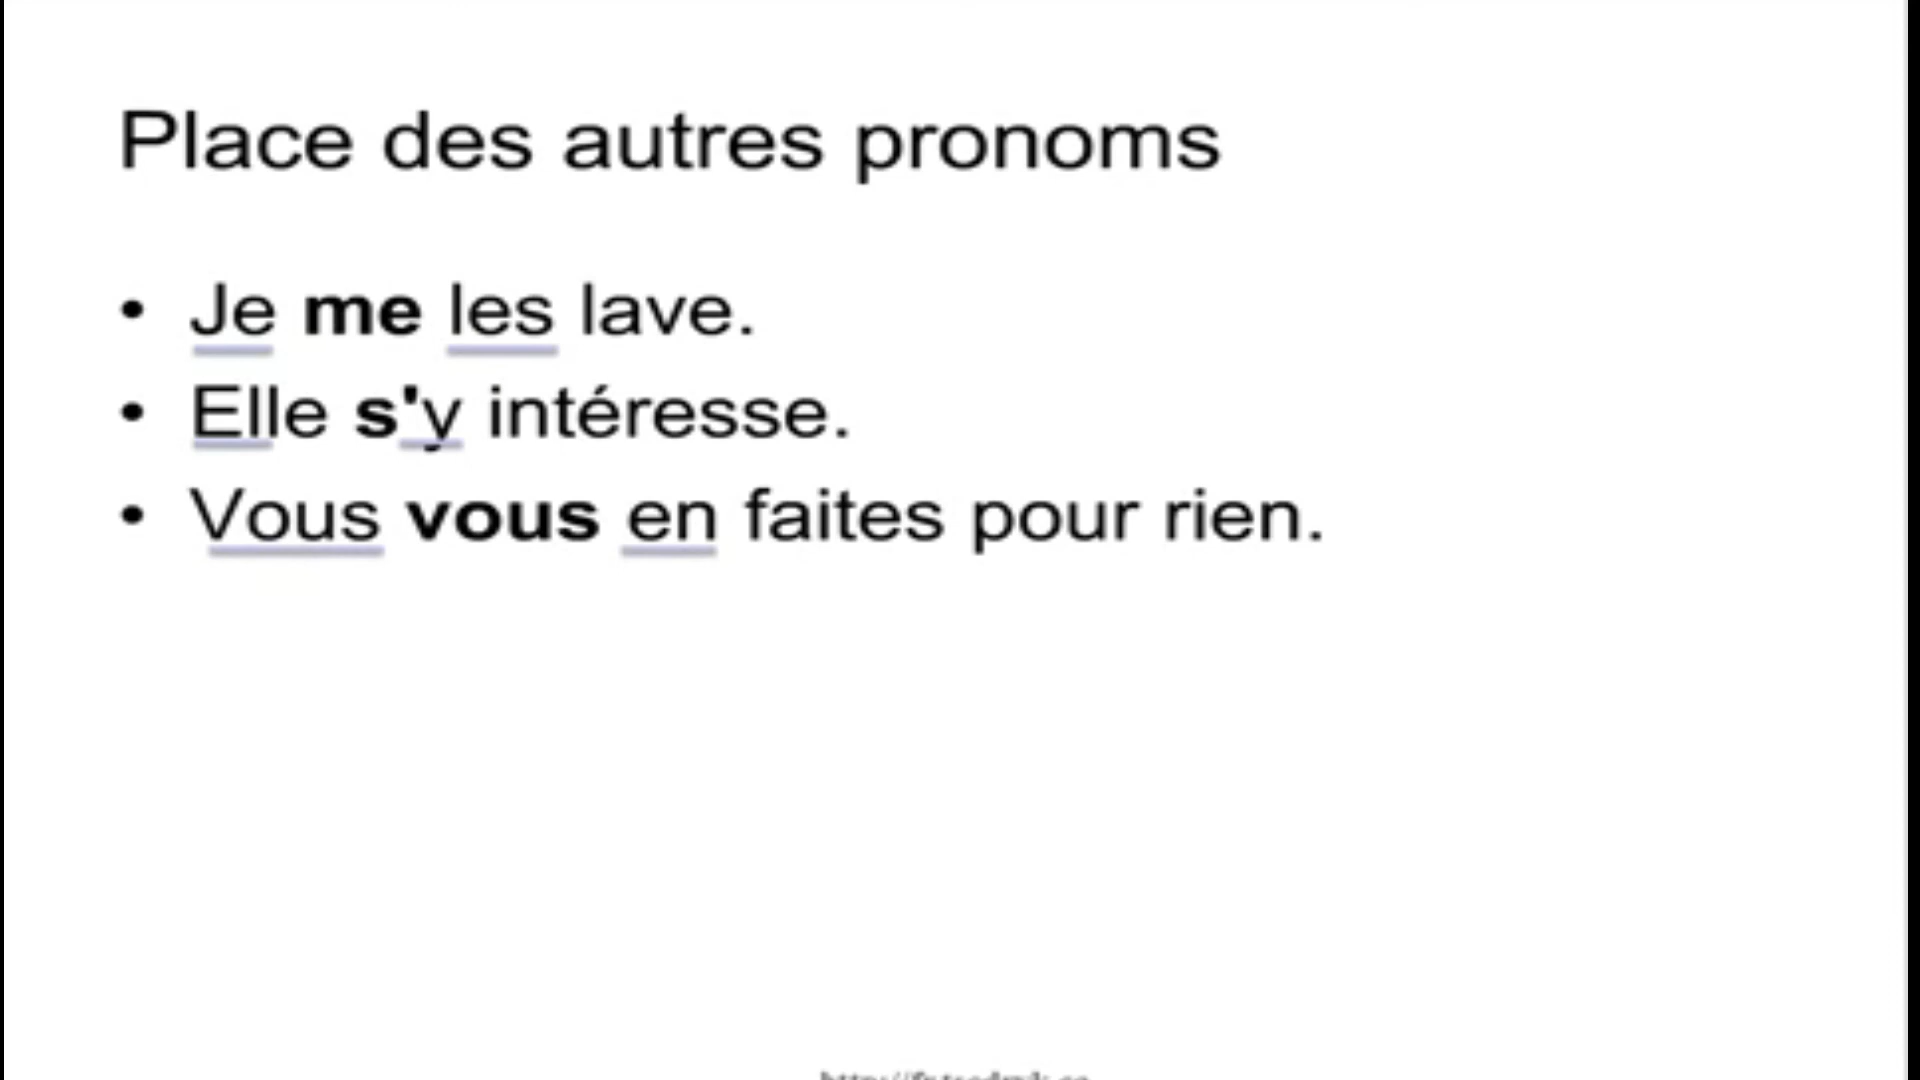 Place des autres pronoms
• Je me les lave.
• Elle s'y intéresse.
• Vous vous en faites pour rien.